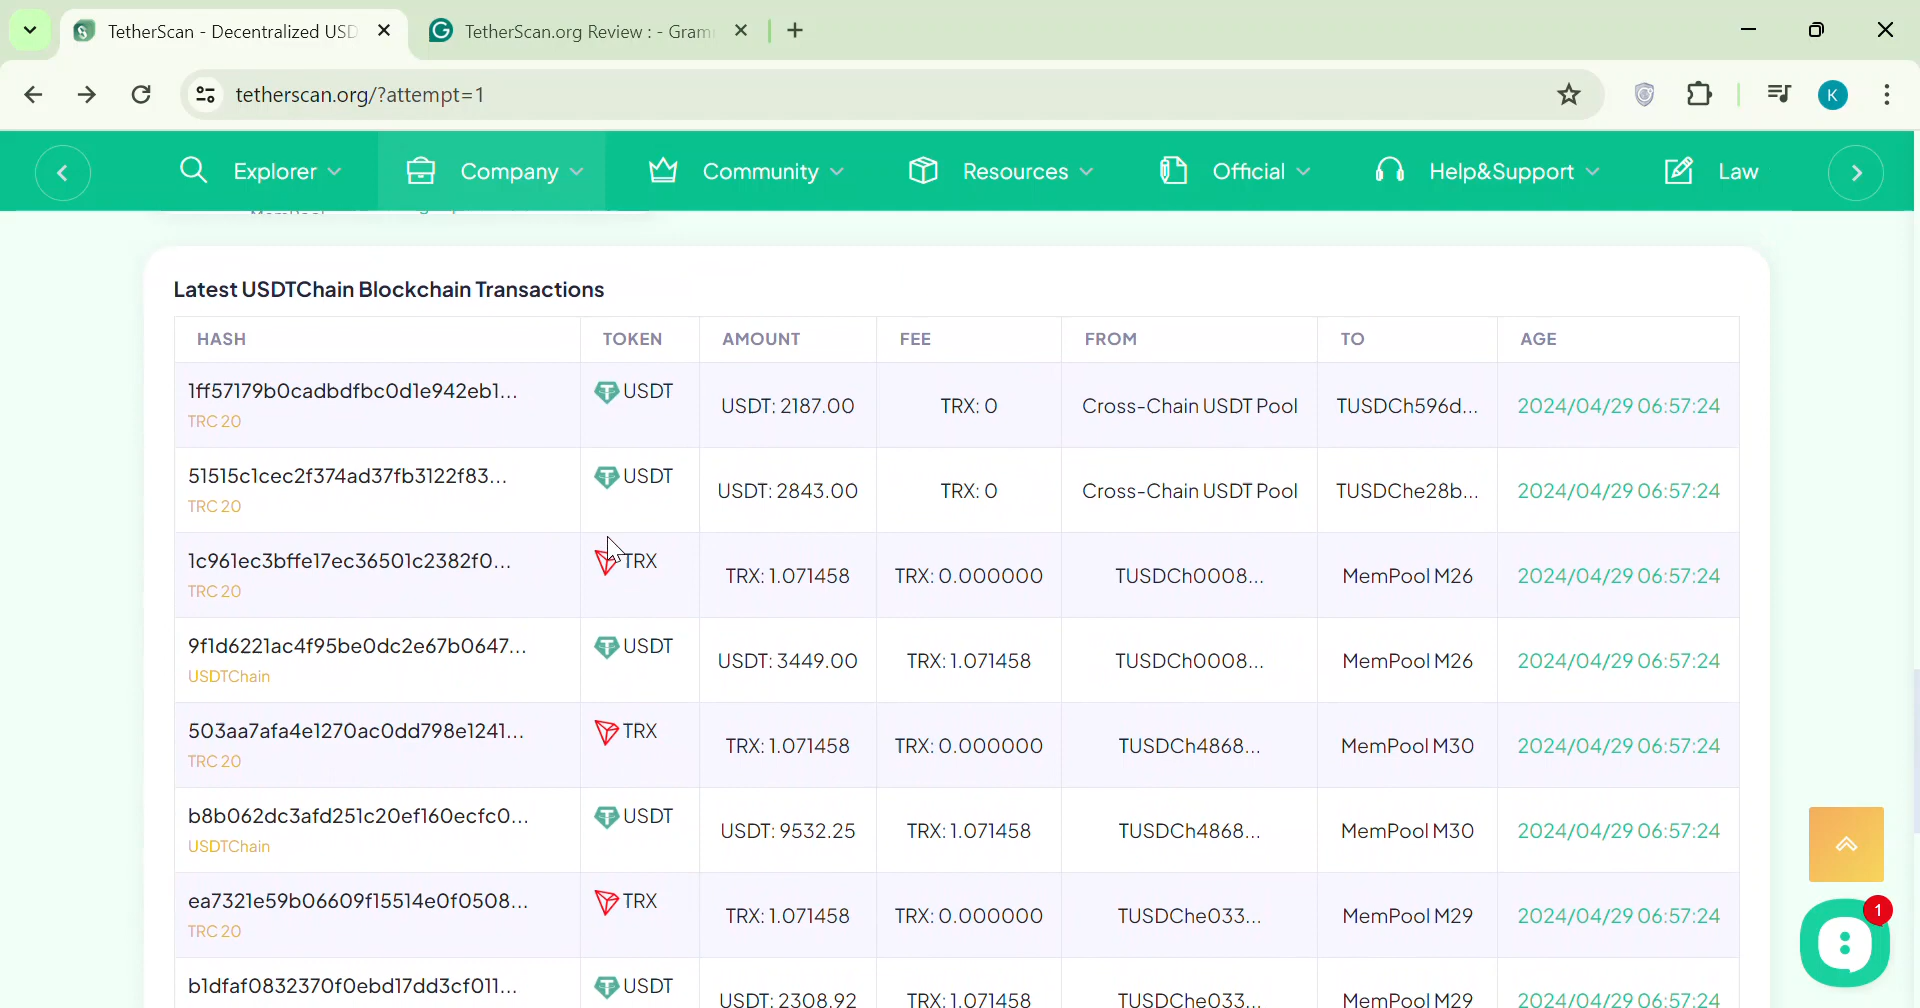 TetherScan - Decentralized USD
TetherScan.org Review : - Gram
tetherscan.org/?attempt=1
K
Explorer
Company
Community
Resources
Official
Help&Support
Law
Latest USDTChain Blockchain Transactions
HASH TOKEN AMOUNT FEE FROM TO AGE
1ff57179b0cadbdfbc0d1e942eb1... USDT
TRC 20
USDT: 2187.00 TRX: 0 Cross-Chain USDT Pool TUSDCh596d... 2024/04/29 06:57:24
51515c1cec2f374ad37fb3122f83... USDT
TRC 20
USDT: 2843.00 TRX: 0 Cross-Chain USDT Pool TUSDChe28b... 2024/04/29 06:57:24
1c961ec3bffe17ec36501c2382f0... TRX
TRC 20
TRX: 1.071458 TRX: 0.000000 TUSDCh0008... MemPool M26 2024/04/29 06:57:24
9f1d6221ac4f95be0dc2e67b0647... USDT
USDTChain
USDT: 3449.00 TRX: 1.071458 TUSDCh0008... MemPool M26 2024/04/29 06:57:24
503aa7afa4e1270ac0dd798e1241... TRX
TRC 20
TRX: 1.071458 TRX: 0.000000 TUSDCh4868... MemPool M30 2024/04/29 06:57:24
b8b062dc3afd251c20ef160ecfc0... USDT
USDTChain
USDT: 9532.25 TRX: 1.071458 TUSDCh4868... MemPool M30 2024/04/29 06:57:24
ea7321e59b06609f15514e0f0508... TRX
TRC 20
TRX: 1.071458 TRX: 0.000000 TUSDChe033... MemPool M29 2024/04/29 06:57:24
b1dfaf0832370f0ebd17dd3cf011... USDT
USDT: 2308.92 TRX: 1.071458 TUSDChe033... MemPool M29 2024/04/29 06:57:24
1